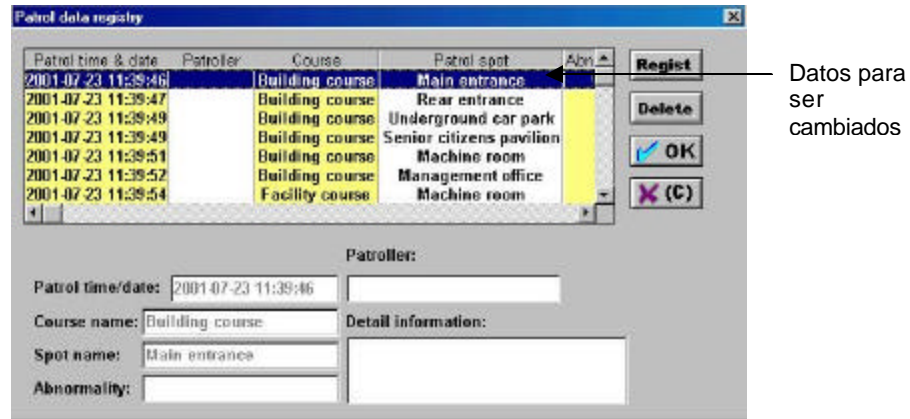 Patrol data registry
Patrol time & date Patroller Course Patrol spot Abn
2001-07-23 11:39:46 Building course Main entrance
2001-07-23 11:39:47 Building course Rear entrance
2001-07-23 11:39:49 Building course Underground car park
2001-07-23 11:39:49 Building course Senior citizens pavilion
2001-07-23 11:39:51 Building course Machine room
2001-07-23 11:39:52 Building course Management office
2001-07-23 11:39:54 Facility course Machine room
Regist
Delete
OK
(C)
Datos para
ser
cambiados
Patroller:
Patrol time/date: 2001-07-23 11:39:46
Course name: Building course
Detail information:
Spot name: Main entrance
Abnormality: